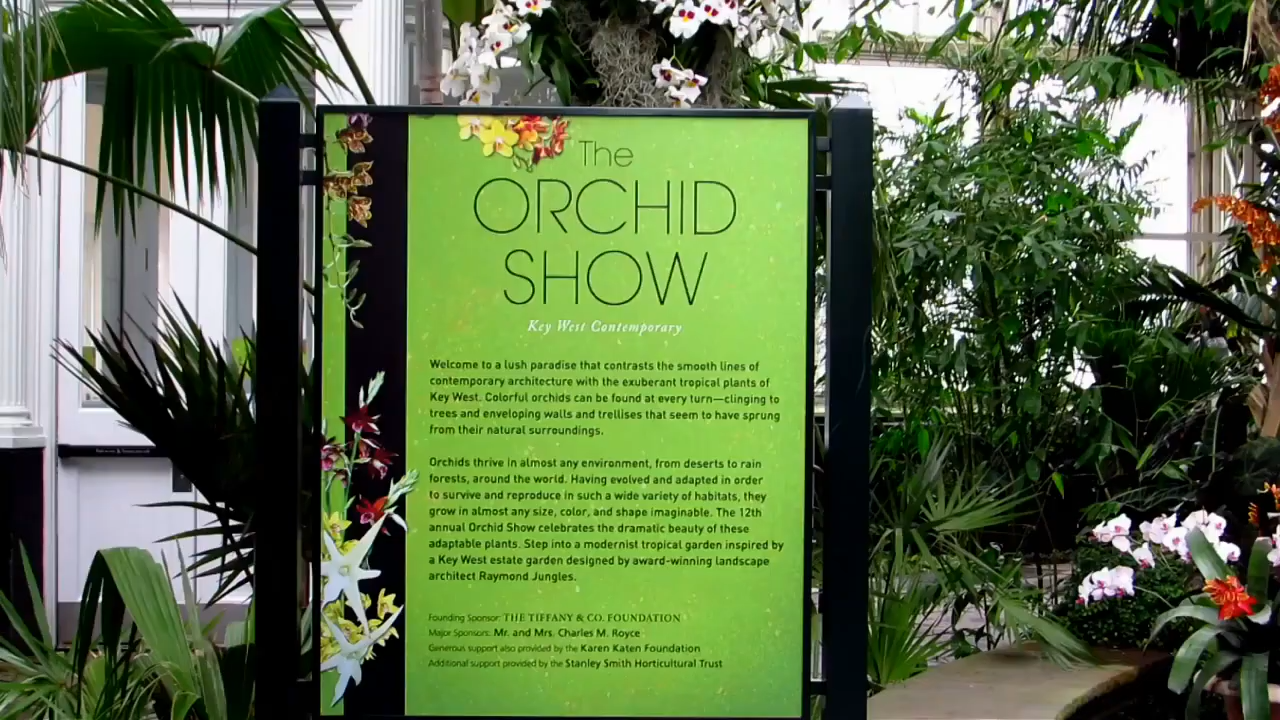 The
ORCHID
SHOW
Key West Contemporary
Welcome to a lush paradise that contrasts the smooth lines of
contemporary architecture with the exuberant tropical plants of
Key West. Colorful orchids can be found at every turn—clinging to
trees and enveloping walls and trellises that seem to have sprung
from their natural surroundings.
Orchids thrive in almost any environment, from deserts to rain
forests, around the world. Having evolved and adapted in order
to survive and reproduce in such a wide variety of habitats, they
grow in almost any size, color, and shape imaginable. The 12th
annual Orchid Show celebrates the dramatic beauty of these
adaptable plants. Step into a modernist tropical garden inspired by
a Key West estate garden designed by award-winning landscape
architect Raymond Jungles.
Founding Sponsor: THE TIFFANY & CO. FOUNDATION
Major Sponsors: Mr. and Mrs. Charles M. Royce
Generous support also provided by the Karen Katen Foundation
Additional support provided by the Stanley Smith Horticultural Trust